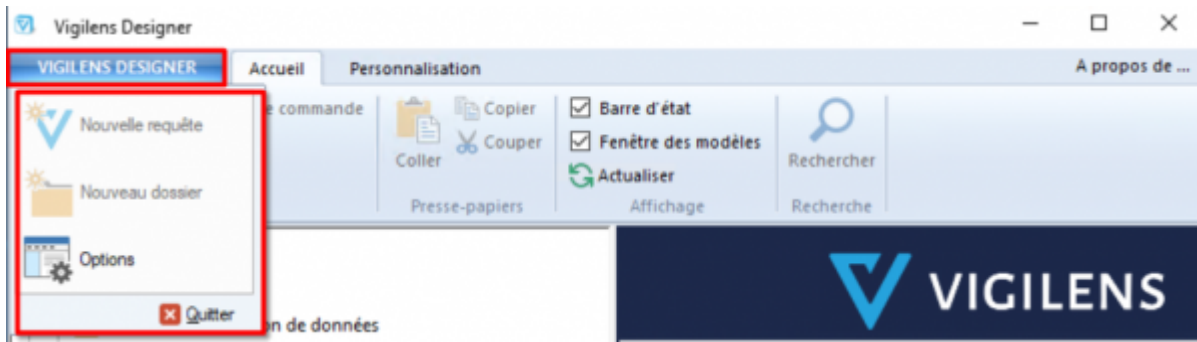 Vigilens Designer
VIGILENS DESIGNER Accueil Personnalisation A propos de ...
Nouvelle requête
Nouveau dossier
Options
Quitter
e commande
Coller
Copier
Couper
Presse-papiers
Barre d'état
Fenêtre des modèles
Actualiser
Affichage
Rechercher
Recherche
on de données
VIGILENS